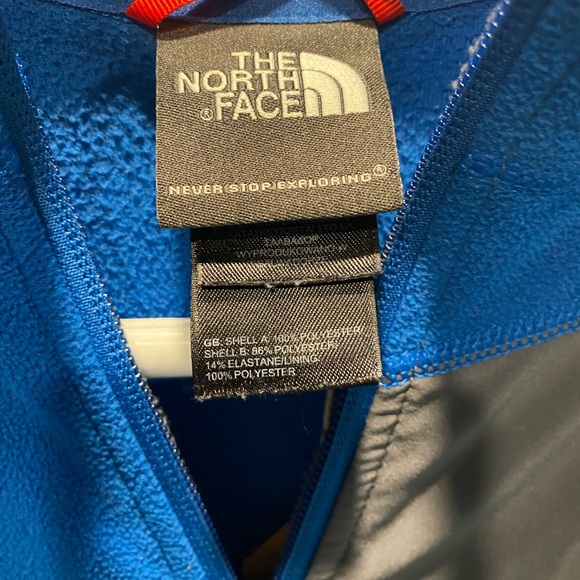 THE
NORTH
® FACE
NEVER STOP EXPLORING®
GB: SHELL A: 100% POLYESTER/
SHELL B: 86% POLYESTER/
14% ELASTANE/LINING:
100% POLYESTER